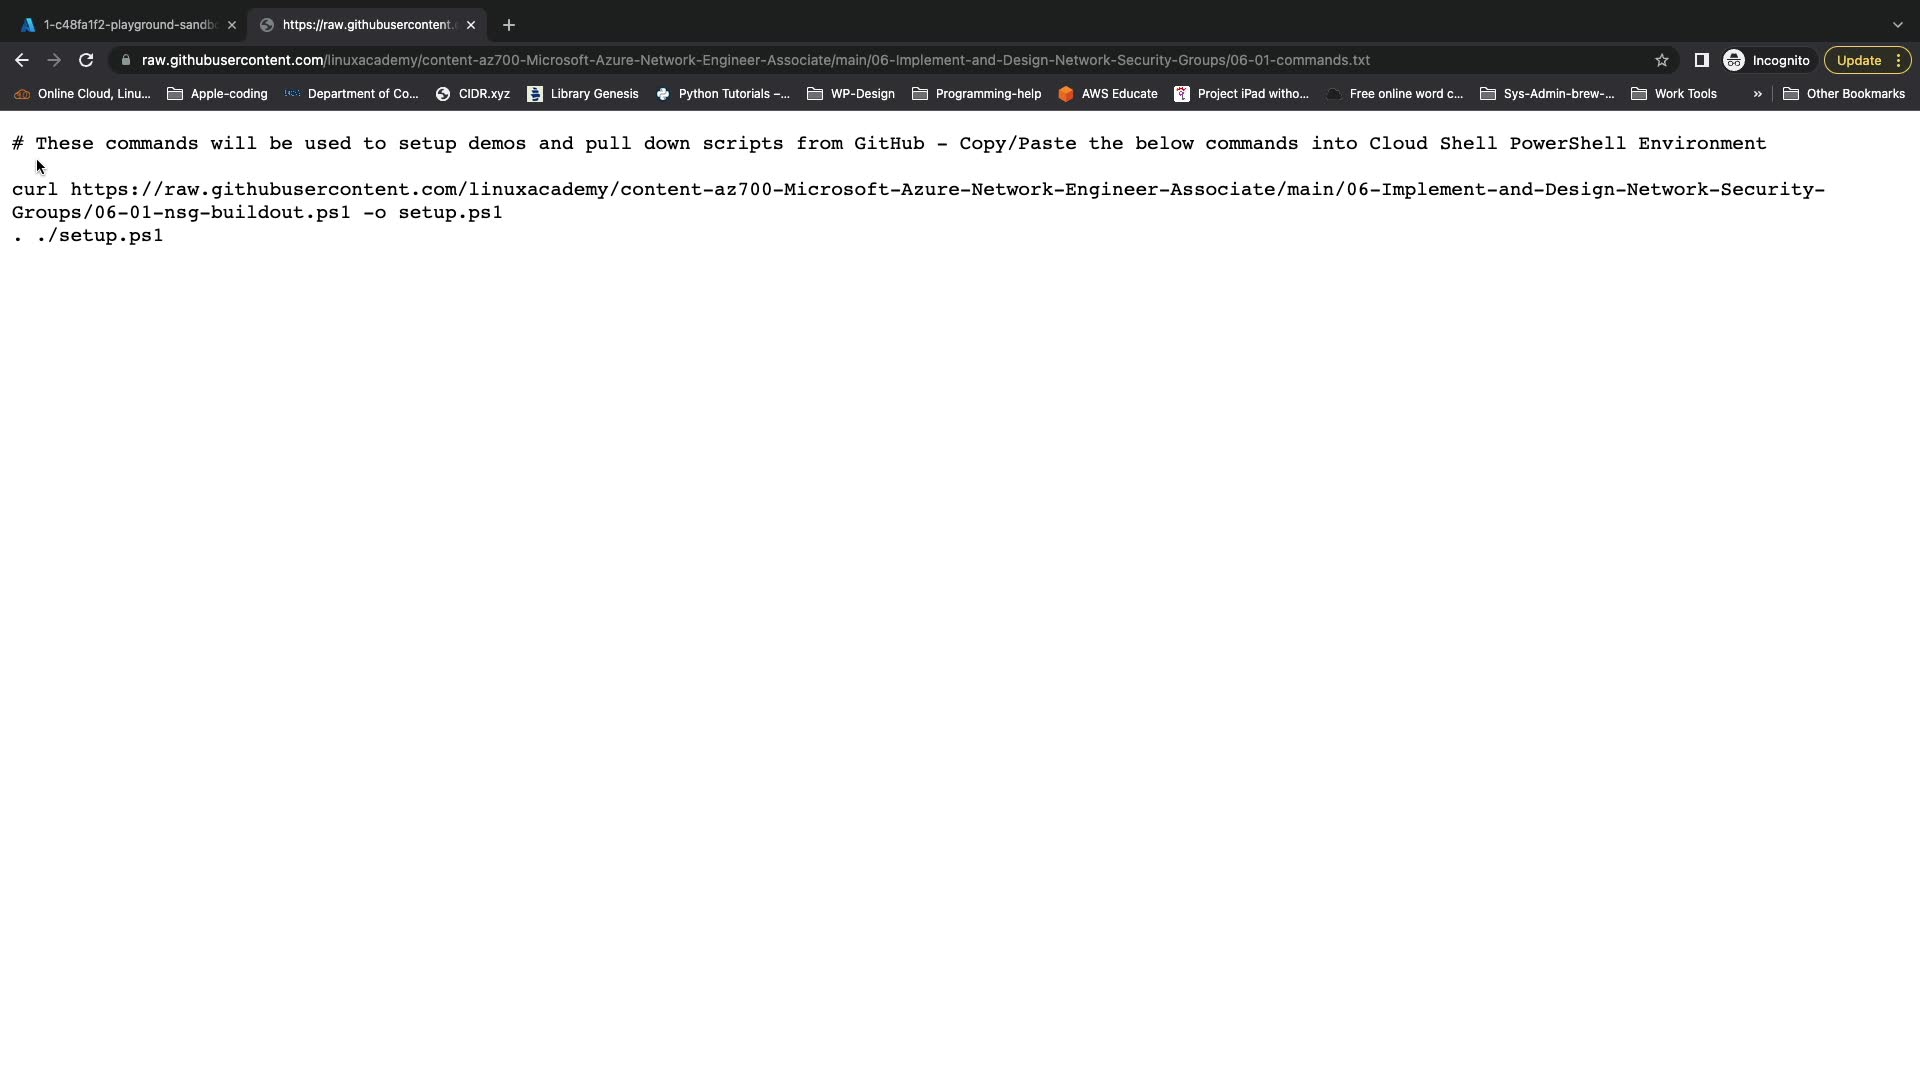 1-c48fa1f2-playground-sandbo
https://raw.githubusercontent.c
raw.githubusercontent.com/linuxacademy/content-az700-Microsoft-Azure-Network-Engineer-Associate/main/06-Implement-and-Design-Network-Security-Groups/06-01-commands.txt
Incognito
Update
Online Cloud, Linu...
Apple-coding
Department of Co...
CIDR.xyz
Library Genesis
Python Tutorials –...
WP-Design
Programming-help
AWS Educate
Project iPad witho...
Free online word c...
Sys-Admin-brew-...
Work Tools
»
Other Bookmarks
# These commands will be used to setup demos and pull down scripts from GitHub - Copy/Paste the below commands into Cloud Shell PowerShell Environment
curl https://raw.githubusercontent.com/linuxacademy/content-az700-Microsoft-Azure-Network-Engineer-Associate/main/06-Implement-and-Design-Network-Security-
Groups/06-01-nsg-buildout.ps1 -o setup.ps1
. ./setup.ps1